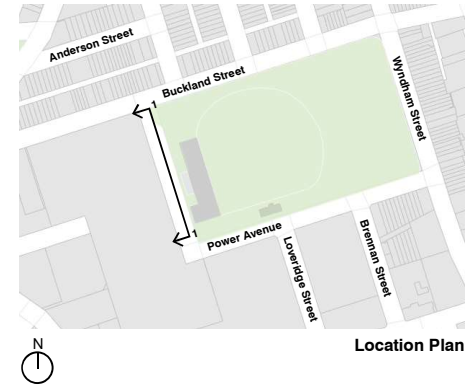 Anderson Street
Buckland Street
Wyndham Street
1
1
Power Avenue
Loveridge Street
Brennan Street
N
Location Plan